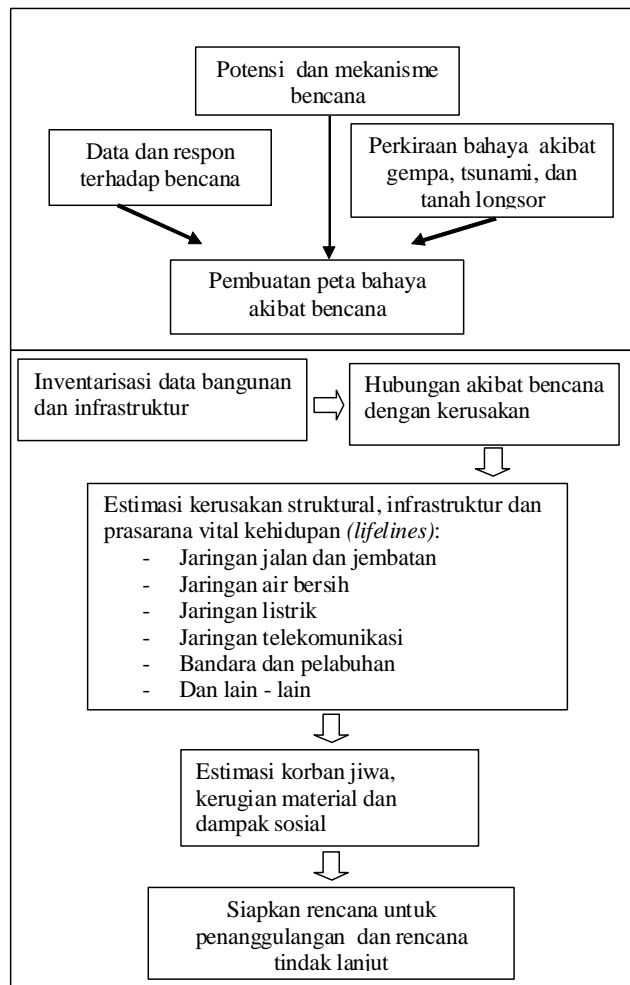 Potensi dan mekanisme
bencana
Data dan respon
terhadap bencana
Perkiraan bahaya akibat
gempa, tsunami, dan
tanah longsor
Pembuatan peta bahaya
akibat bencana
Inventarisasi data bangunan
dan infrastruktur
Hubungan akibat bencana
dengan kerusakan
Estimasi kerusakan struktural, infrastruktur dan
prasarana vital kehidupan (lifelines):
- Jaringan jalan dan jembatan
- Jaringan air bersih
- Jaringan listrik
- Jaringan telekomunikasi
- Bandara dan pelabuhan
- Dan lain - lain
Estimasi korban jiwa,
kerugian material dan
dampak sosial
Siapkan rencana untuk
penanggulangan dan rencana
tindak lanjut